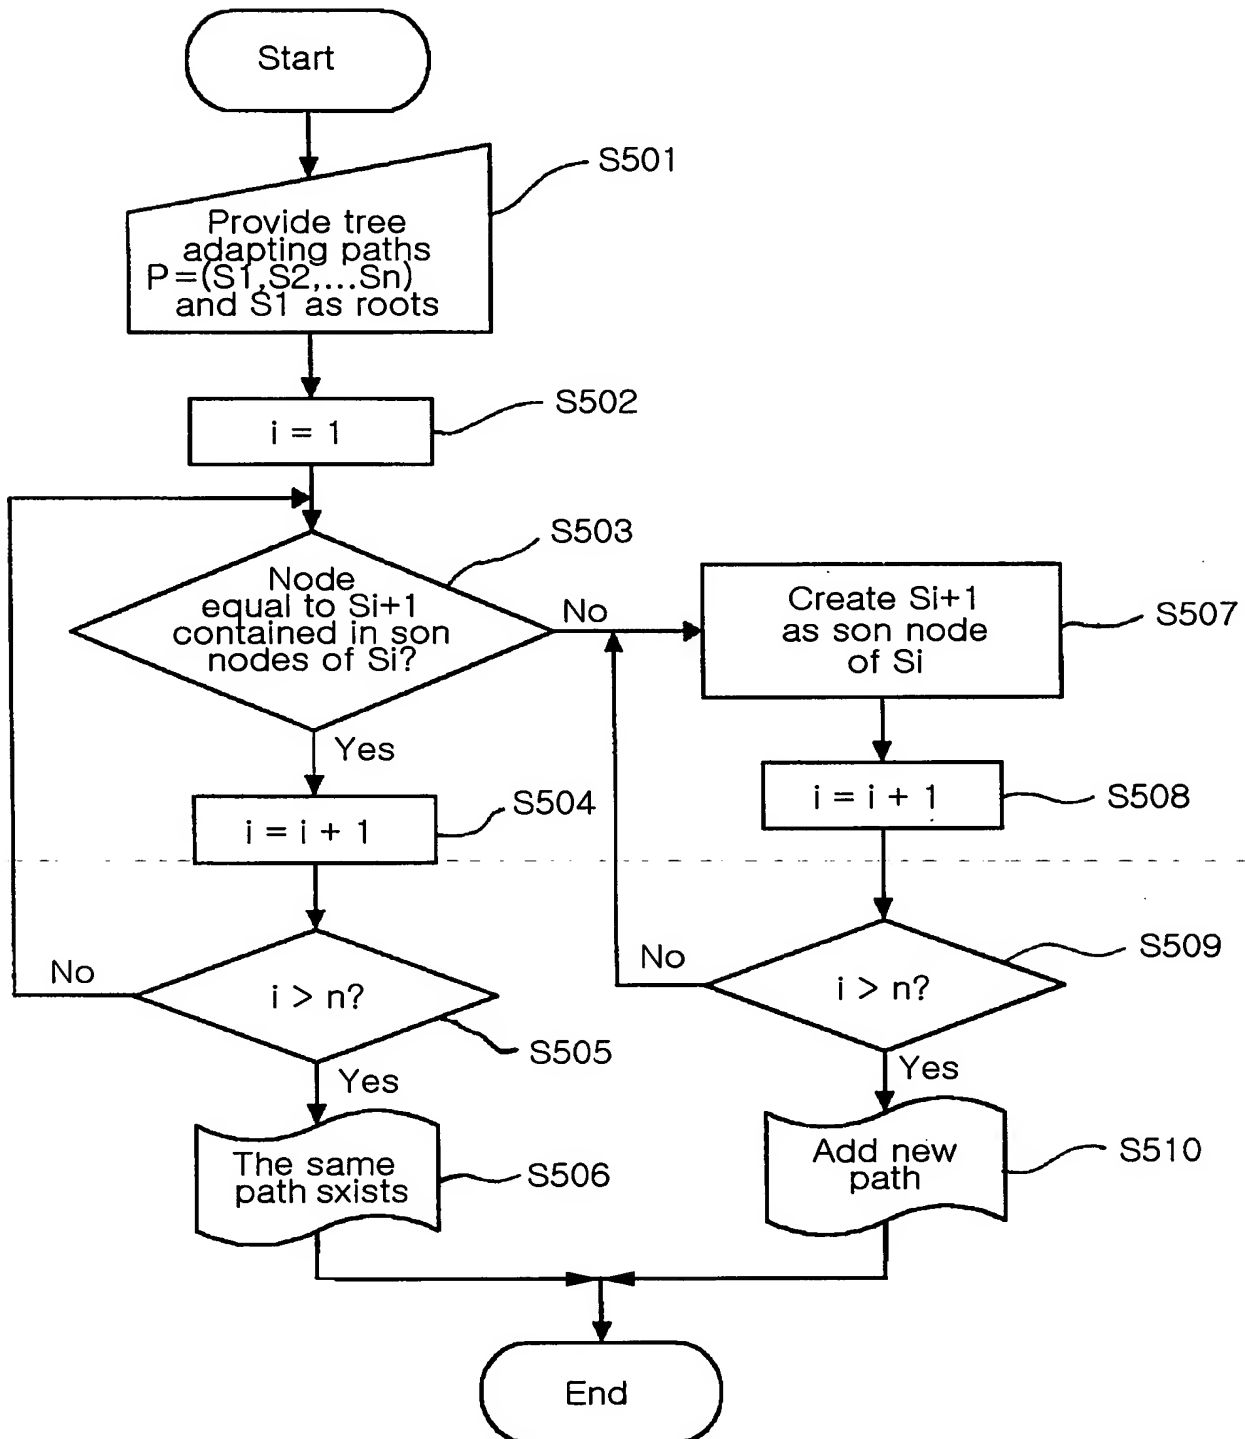 Start
S501
Provide tree
adapting paths
P=(S1,S2,...Sn)
and S1 as roots
S502
i = 1
S503
Node
equal to Si+1
contained in son
nodes of Si?
No
Create Si+1
as son node
of Si
S507
Yes
S504
i = i + 1
i = i + 1
S508
No
i > n?
S505
No
i > n?
S509
Yes
Yes
The same
path sxists
S506
Add new
path
S510
End